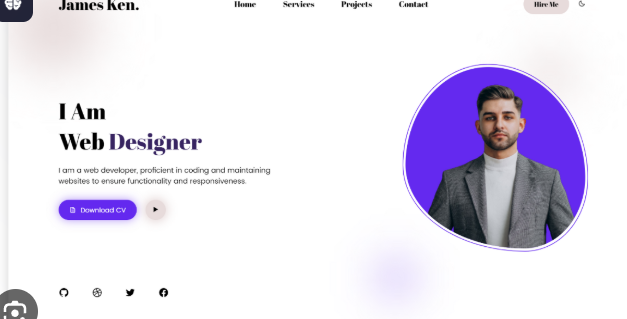 James Ken.
Home Services Projects Contact
Hire Me
I Am
Web Designer
I am a web developer, proficient in coding and maintaining
websites to ensure functionality and responsiveness.
Download CV